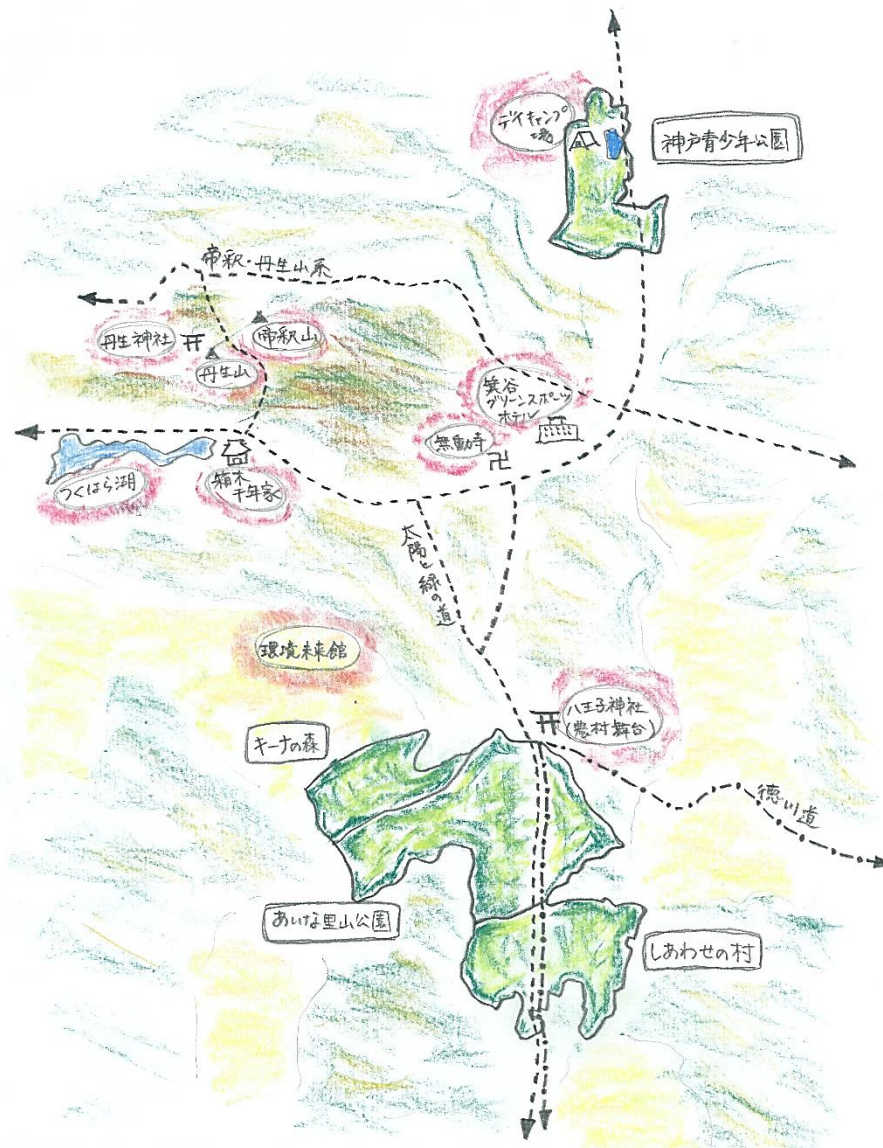 デイキャンプ
場
神戸青少年公園
帝釈・丹生山系
丹生神社
帝釈山
丹生山
箕谷
グリーンスポーツ
ホテル
無動寺
つくはら湖
箱木
千年家
太陽と緑の道
環境未来館
八王子神社
(農村舞台)
キーナの森
徳川道
あいな里山公園
しあわせの村